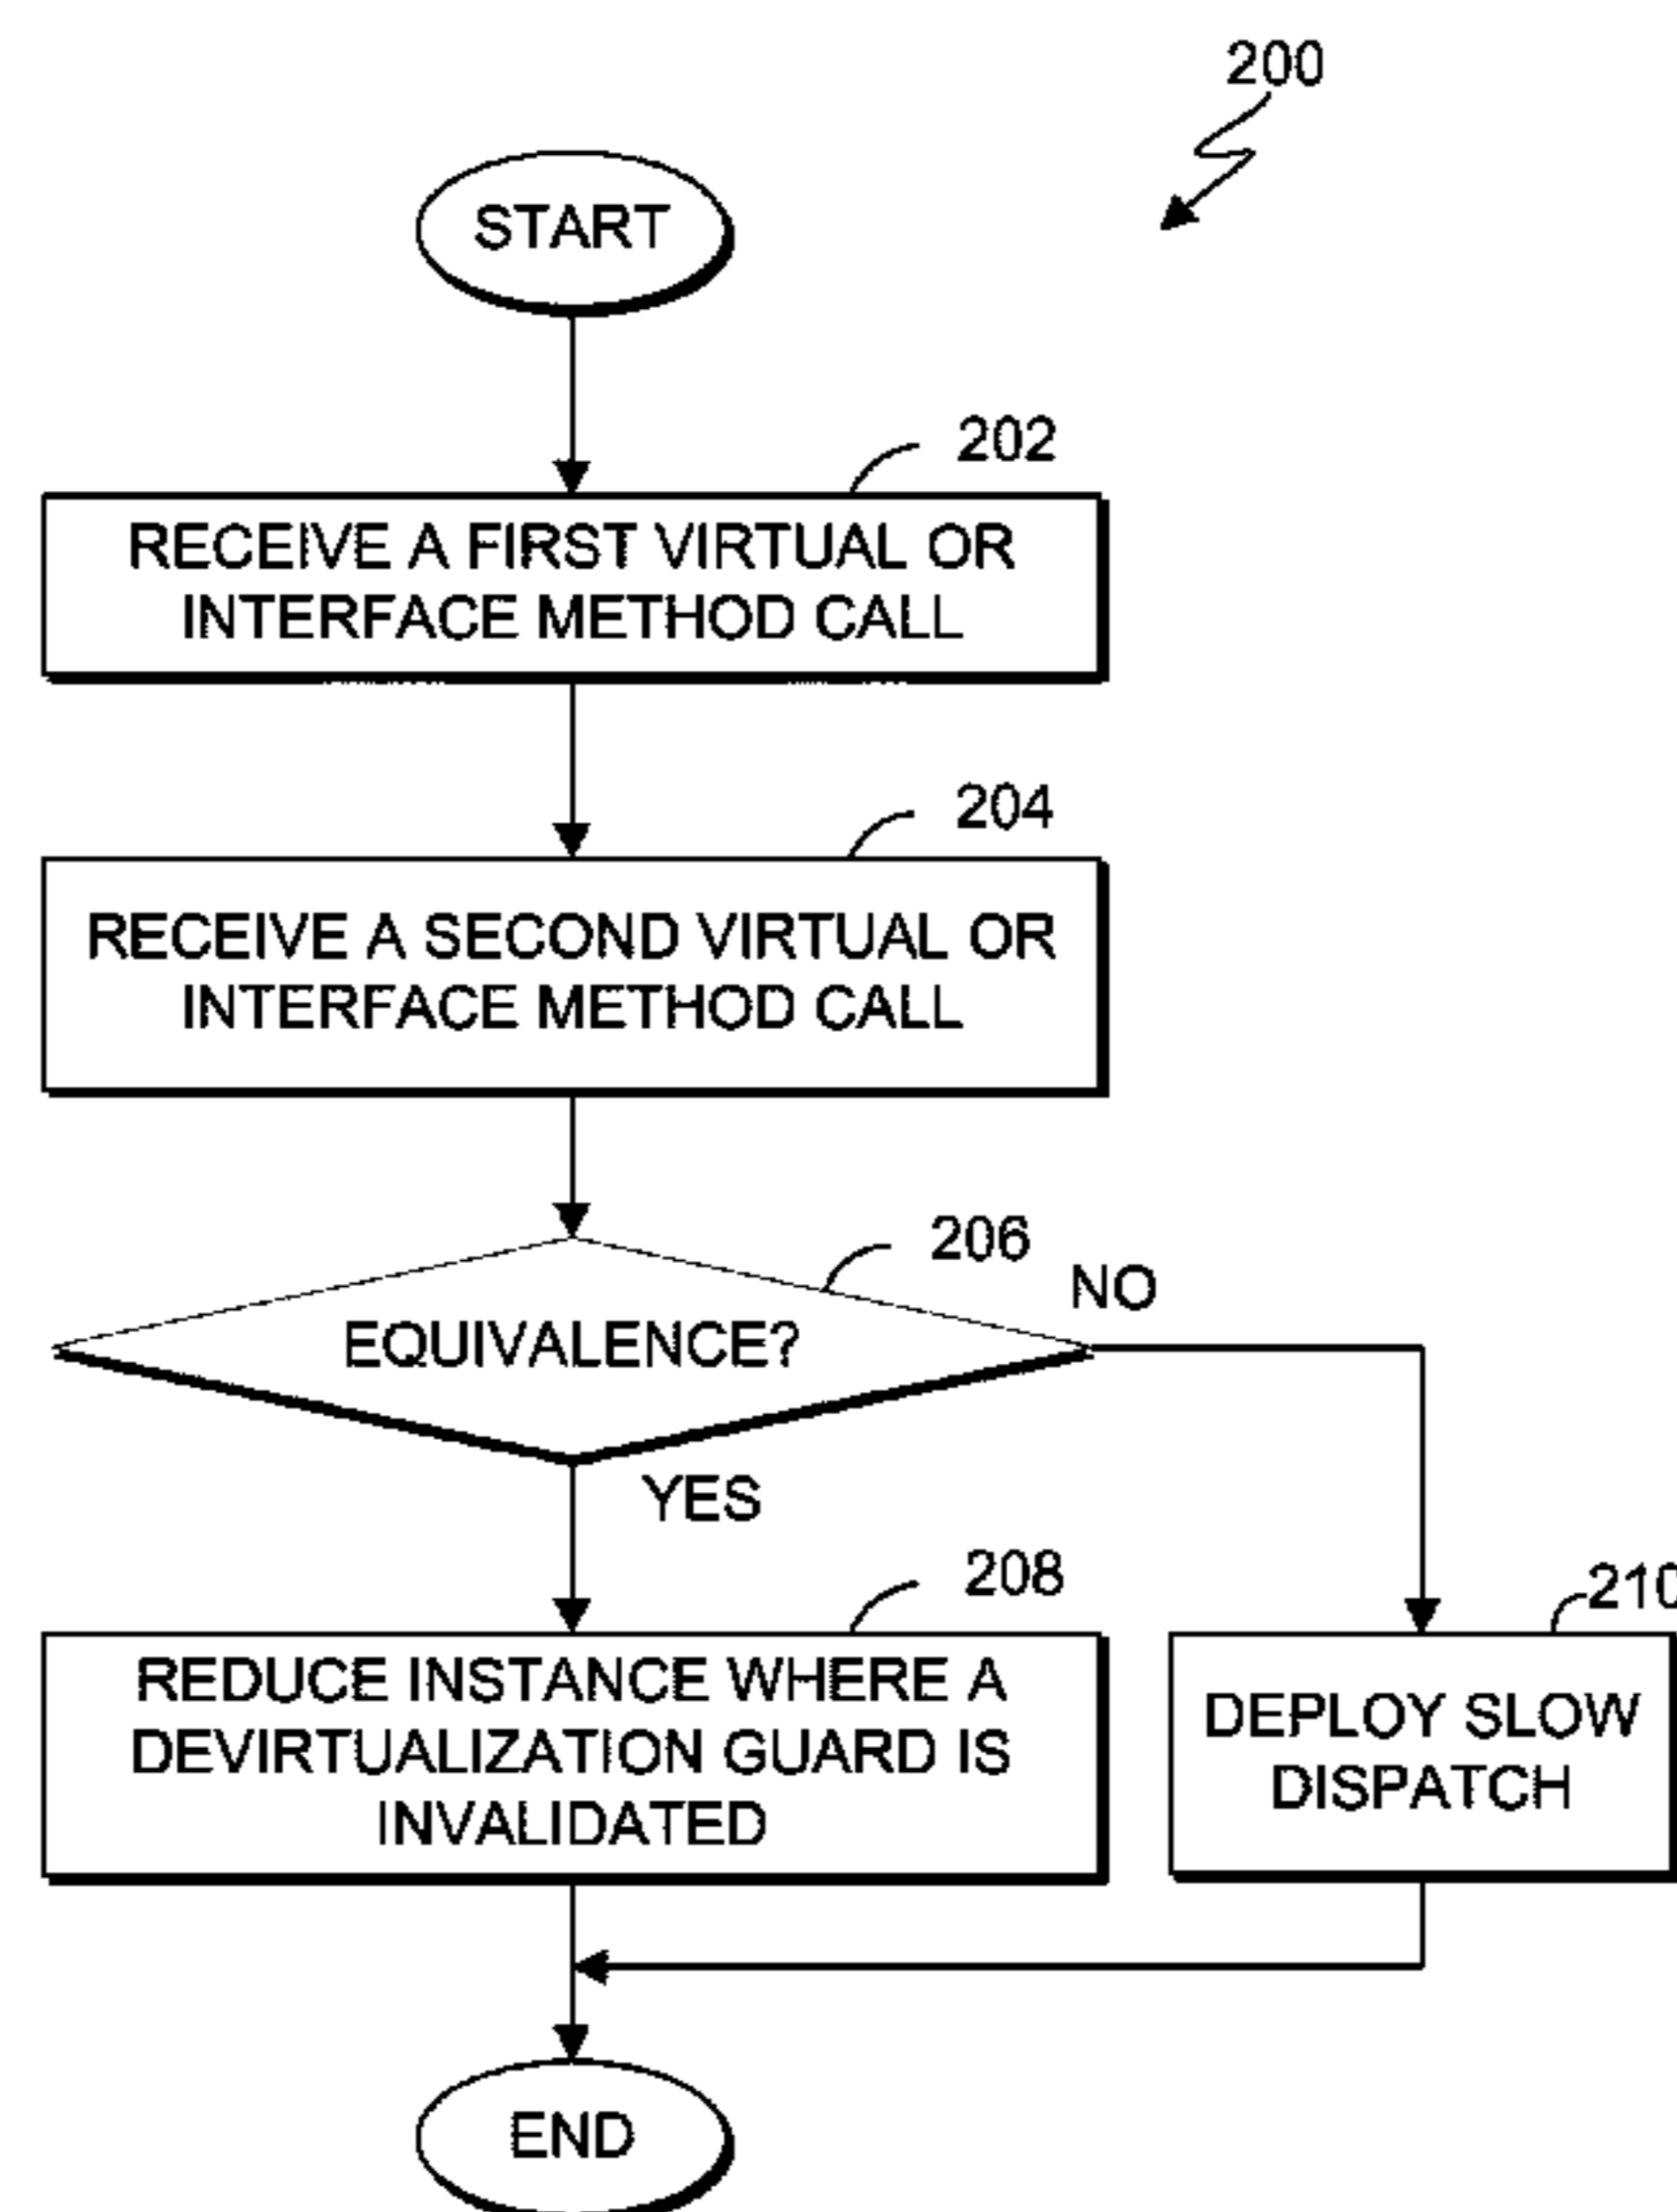 200
START
202
RECEIVE A FIRST VIRTUAL OR
INTERFACE METHOD CALL
204
RECEIVE A SECOND VIRTUAL OR
INTERFACE METHOD CALL
206
NO
EQUIVALENCE?
YES
208
210
REDUCE INSTANCE WHERE A
DEVIRTUALIZATION GUARD IS
INVALIDATED
DEPLOY SLOW
DISPATCH
END